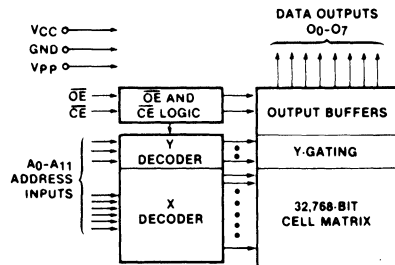 DATA OUTPUTS
O0-O7
VCC
GND
VPP
OE
CE
OE AND
CE LOGIC
OUTPUT BUFFERS
A0-A11
ADDRESS
INPUTS
Y
DECODER
Y-GATING
X
DECODER
32,768-BIT
CELL MATRIX